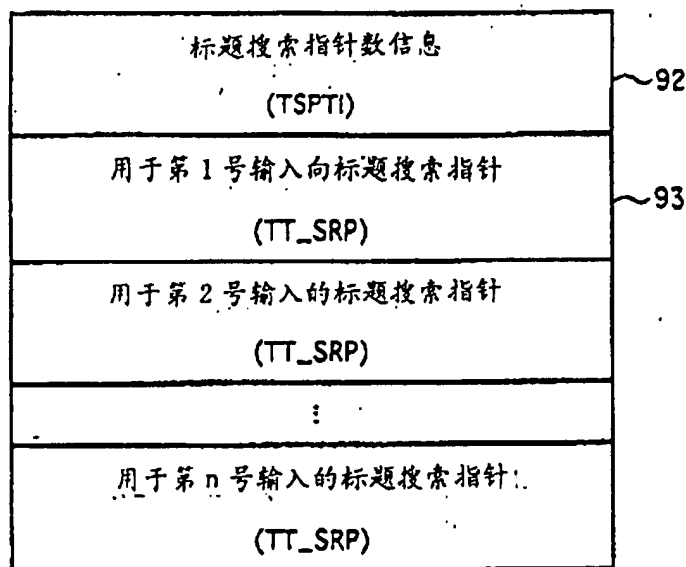 标题搜索指针数信息
(TSPTI)
92
用于第1号输入向标题搜索指针
(TT_SRP)
93
用于第2号输入的标题搜索指针
(TT_SRP)
⋮
用于第n号输入的标题搜索指针
(TT_SRP)